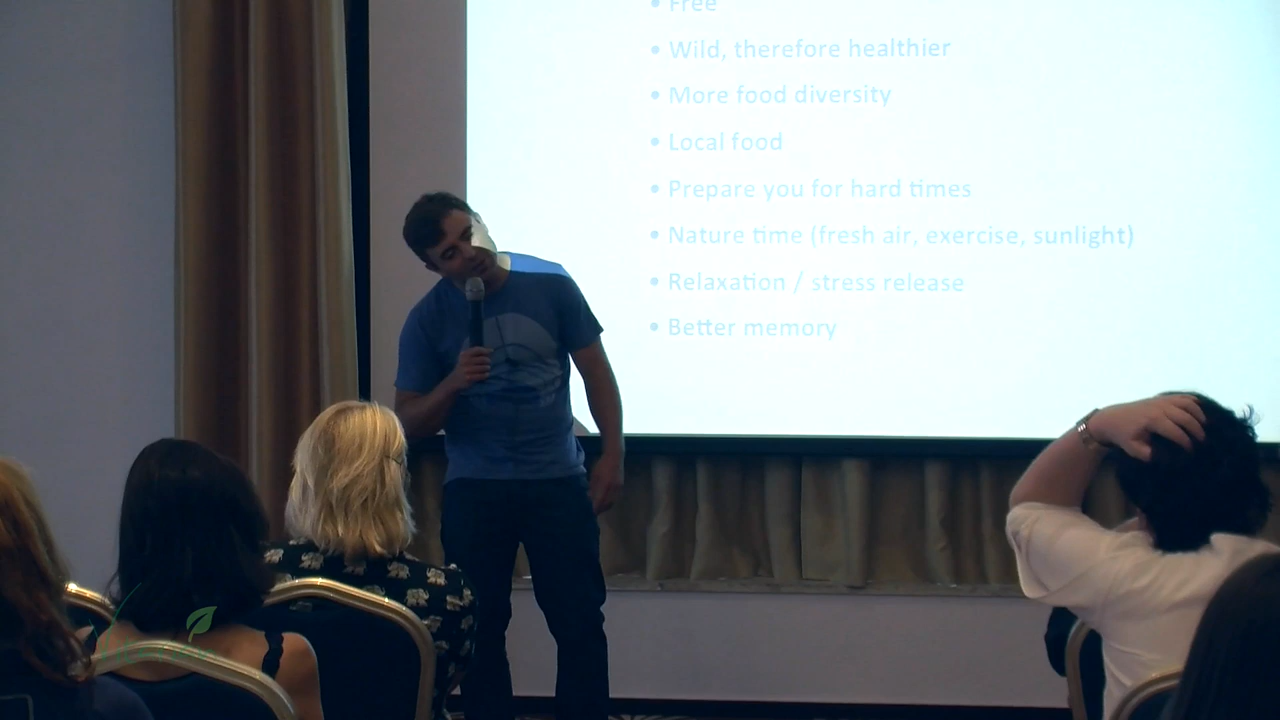 • Free
• Wild, therefore healthier
• More food diversity
• Local food
• Prepare you for hard times
• Nature time (fresh air, exercise, sunlight)
• Relaxation / stress release
• Better memory